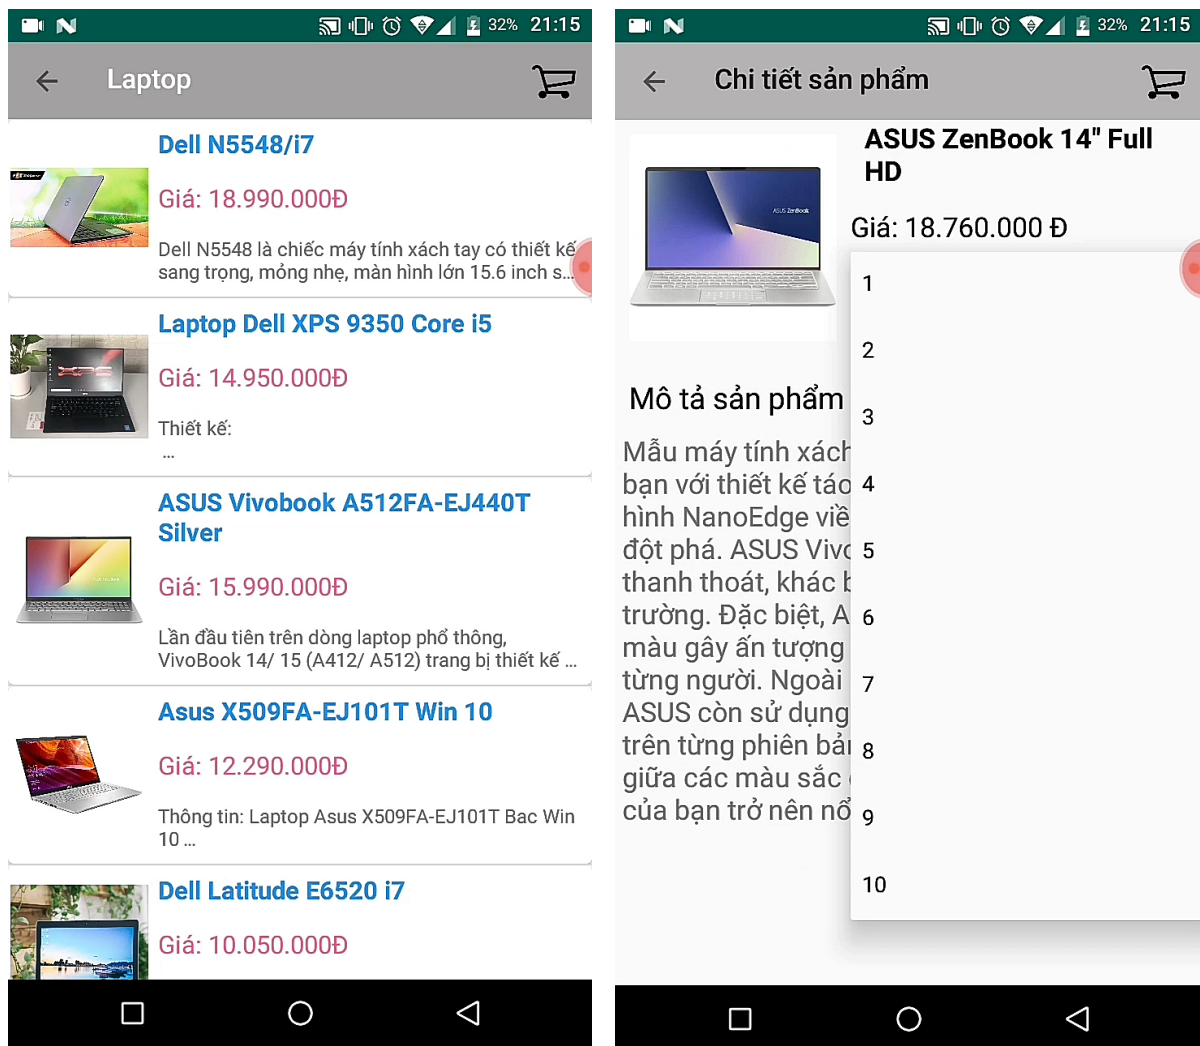 32% 21:15
Laptop
Dell N5548/i7
Giá: 18.990.000Đ
Dell N5548 là chiếc máy tính xách tay có thiết kế
sang trọng, mỏng nhẹ, màn hình lớn 15.6 inch s...
Laptop Dell XPS 9350 Core i5
Giá: 14.950.000Đ
Thiết kế:
...
ASUS Vivobook A512FA-EJ440T
Silver
Giá: 15.990.000Đ
Lần đầu tiên trên dòng laptop phổ thông,
VivoBook 14/ 15 (A412/ A512) trang bị thiết kế ...
Asus X509FA-EJ101T Win 10
Giá: 12.290.000Đ
Thông tin: Laptop Asus X509FA-EJ101T Bac Win
10 ...
Dell Latitude E6520 i7
Giá: 10.050.000Đ
32% 21:15
Chi tiết sản phẩm
ASUS ZenBook 14" Full
HD
ASUS ZenBook
Giá: 18.760.000 Đ
Mô tả sản phẩm
Mẫu máy tính xách
bạn với thiết kế táo
hình NanoEdge viề
đột phá. ASUS Vivo
thanh thoát, khác b
trường. Đặc biệt, A
màu gây ấn tượng
từng người. Ngoài
ASUS còn sử dụng
trên từng phiên bản
giữa các màu sắc
của bạn trở nên nổ
1
2
3
4
5
6
7
8
9
10